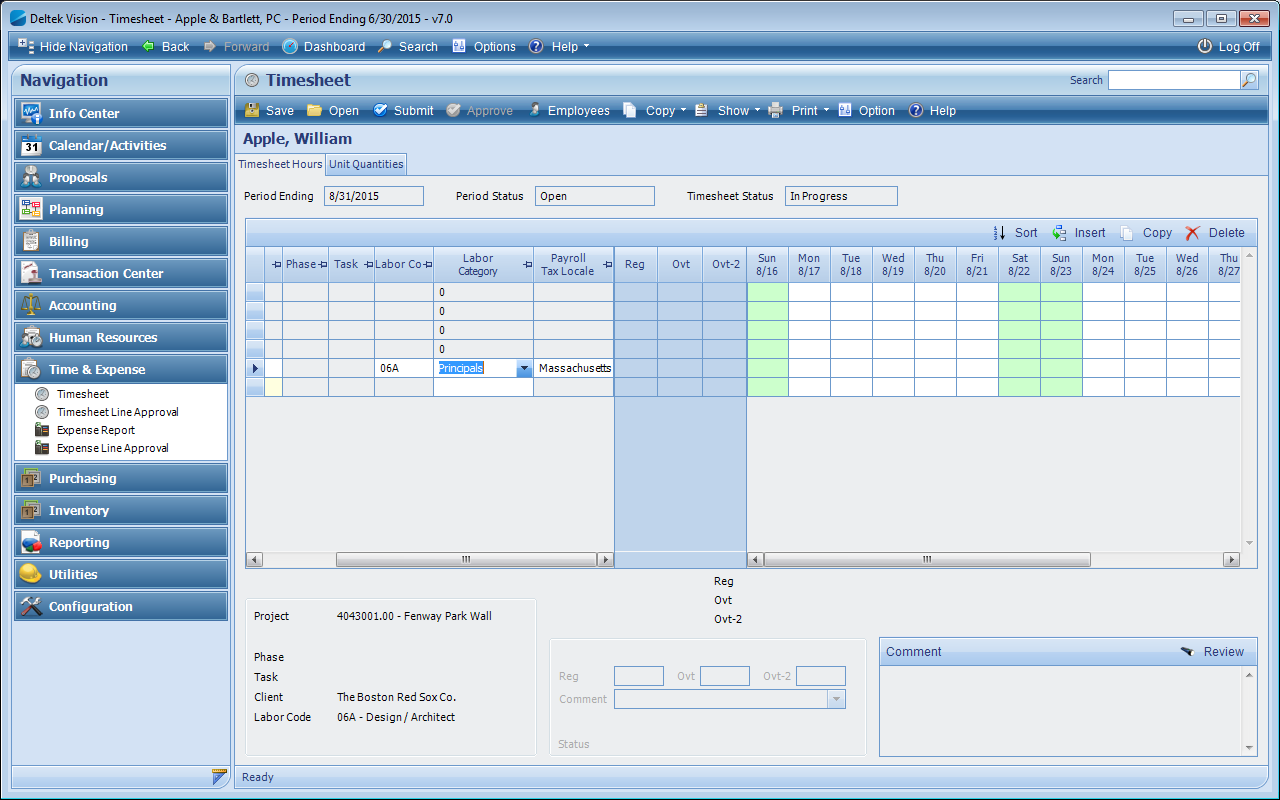 Deltek Vision - Timesheet - Apple & Bartlett, PC - Period Ending 6/30/2015 - v7.0
Hide Navigation Back Forward Dashboard Search Options Help Log Off
Navigation
Info Center
31 Calendar/Activities
Proposals
Planning
Billing
Transaction Center
Accounting
Human Resources
Time & Expense
Timesheet
Timesheet Line Approval
Expense Report
Expense Line Approval
Purchasing
Inventory
Reporting
Utilities
Configuration
Timesheet Search
Save Open Submit Approve Employees Copy Show Print Option Help
Apple, William
Timesheet Hours Unit Quantities
Period Ending 8/31/2015 Period Status Open Timesheet Status In Progress
Sort Insert Copy Delete
Phase Task Labor Co Labor Category Payroll Tax Locale Reg Ovt Ovt-2 Sun 8/16 Mon 8/17 Tue 8/18 Wed 8/19 Thu 8/20 Fri 8/21 Sat 8/22 Sun 8/23 Mon 8/24 Tue 8/25 Wed 8/26 Thu 8/27
0
0
0
0
06A Principals Massachusetts
Reg
Ovt
Ovt-2
Project 4043001.00 - Fenway Park Wall
Phase
Task
Client The Boston Red Sox Co.
Labor Code 06A - Design / Architect
Reg Ovt Ovt-2
Comment
Status
Comment Review
Ready